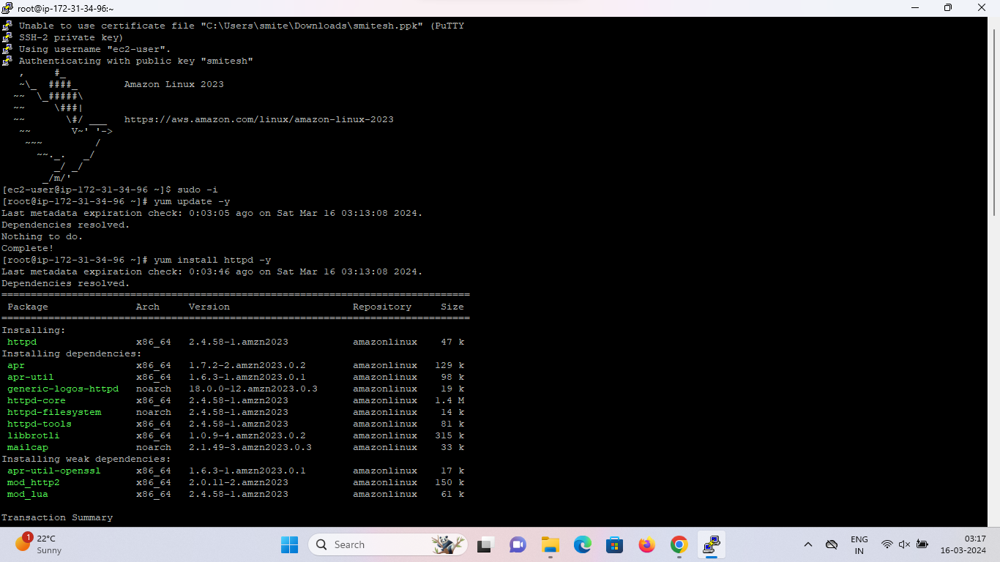 root@ip-172-31-34-96:~
Unable to use certificate file "C:\Users\smite\Downloads\smitesh.ppk" (PuTTY
SSH-2 private key)
Using username "ec2-user".
Authenticating with public key "smitesh"
   ,     #_
   ~\_  ####_        Amazon Linux 2023
  ~~  \_#####\
  ~~     \###|
  ~~       \#/ ___   https://aws.amazon.com/linux/amazon-linux-2023
   ~~       V~' '->
    ~~~         /
      ~~._.   _/
         _/ _/
       _/m/'
[ec2-user@ip-172-31-34-96 ~]$ sudo -i
[root@ip-172-31-34-96 ~]# yum update -y
Last metadata expiration check: 0:03:05 ago on Sat Mar 16 03:13:08 2024.
Dependencies resolved.
Nothing to do.
Complete!
[root@ip-172-31-34-96 ~]# yum install httpd -y
Last metadata expiration check: 0:03:46 ago on Sat Mar 16 03:13:08 2024.
Dependencies resolved.
================================================================================
 Package               Arch     Version                     Repository     Size
================================================================================
Installing:
 httpd                 x86_64   2.4.58-1.amzn2023           amazonlinux    47 k
Installing dependencies:
 apr                   x86_64   1.7.2-2.amzn2023.0.2        amazonlinux   129 k
 apr-util              x86_64   1.6.3-1.amzn2023.0.1        amazonlinux    98 k
 generic-logos-httpd   noarch   18.0.0-12.amzn2023.0.3      amazonlinux    19 k
 httpd-core            x86_64   2.4.58-1.amzn2023           amazonlinux   1.4 M
 httpd-filesystem      noarch   2.4.58-1.amzn2023           amazonlinux    14 k
 httpd-tools           x86_64   2.4.58-1.amzn2023           amazonlinux    81 k
 libbrotli             x86_64   1.0.9-4.amzn2023.0.2        amazonlinux   315 k
 mailcap               noarch   2.1.49-3.amzn2023.0.3       amazonlinux    33 k
Installing weak dependencies:
 apr-util-openssl      x86_64   1.6.3-1.amzn2023.0.1        amazonlinux    17 k
 mod_http2             x86_64   2.0.11-2.amzn2023           amazonlinux   150 k
 mod_lua               x86_64   2.4.58-1.amzn2023           amazonlinux    61 k
Transaction Summary
1
22°C
Sunny
Search
ENG
IN
03:17
16-03-2024